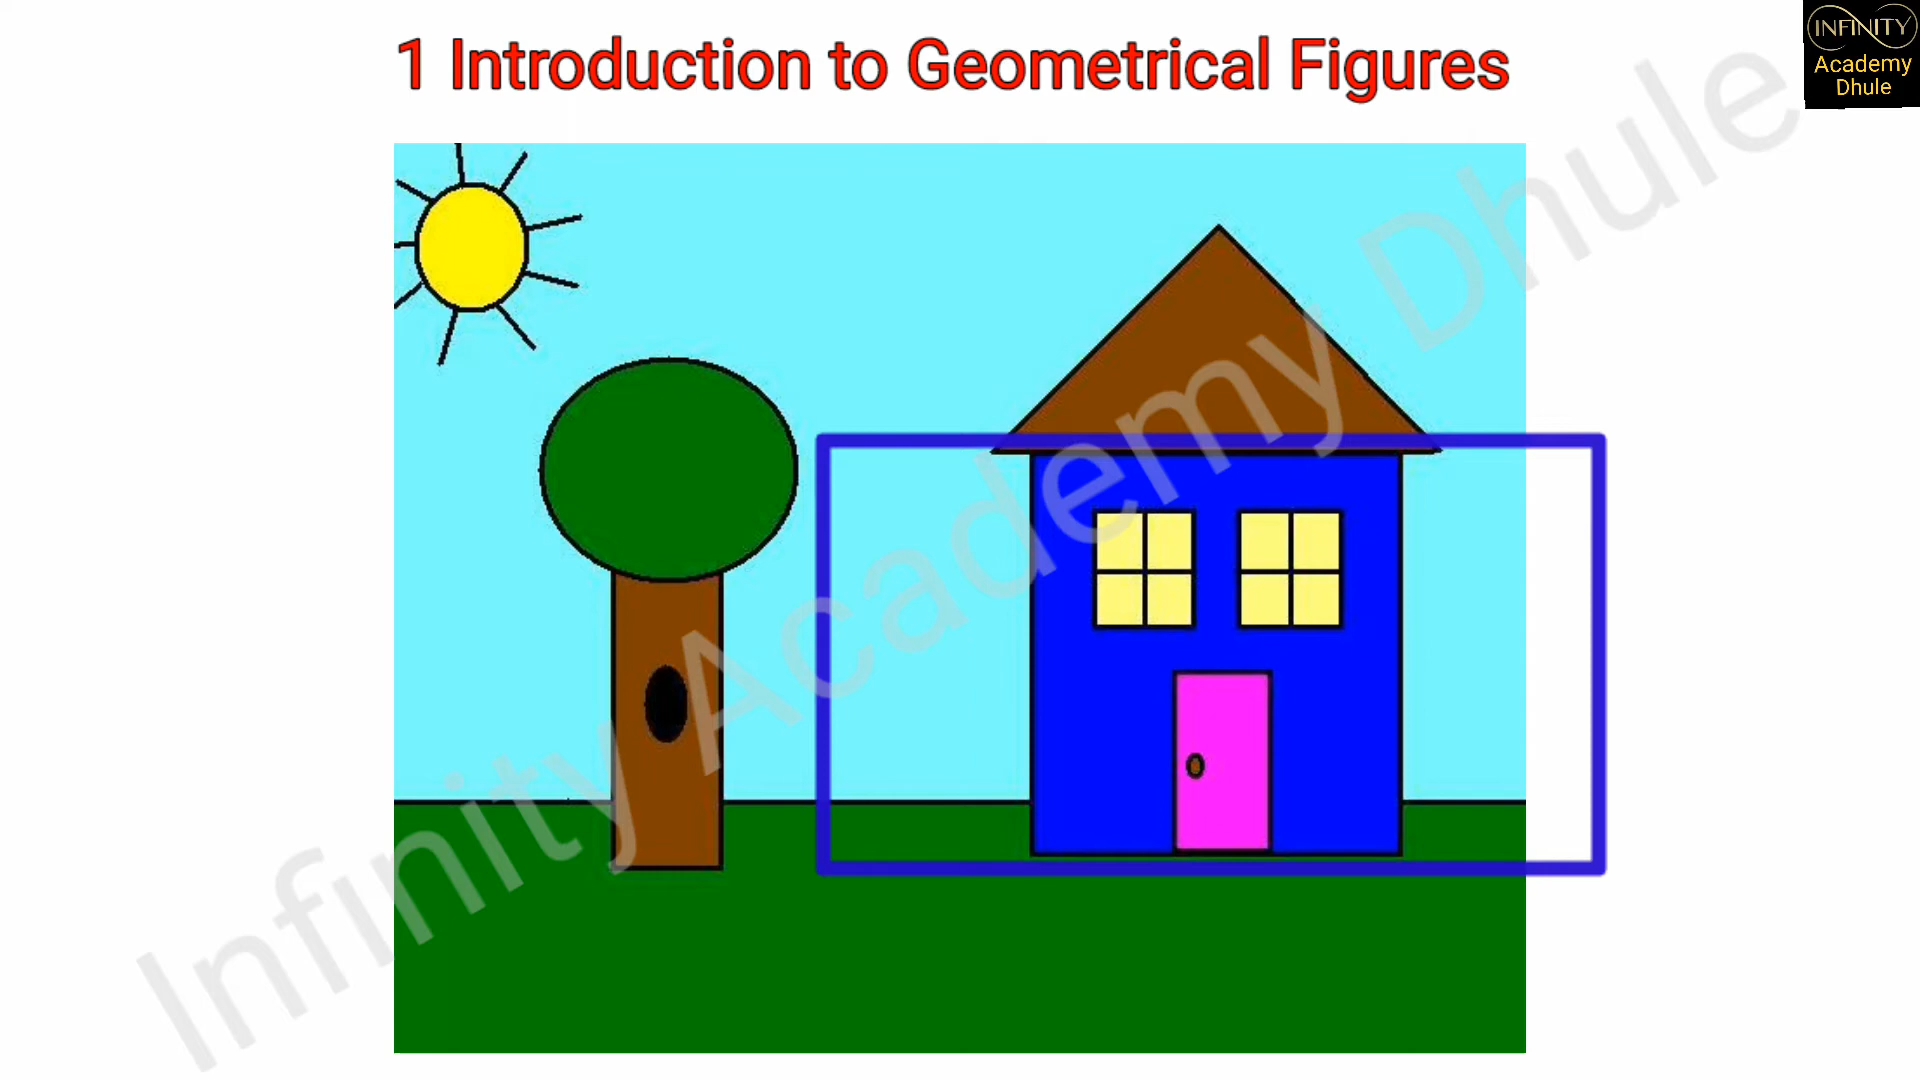 1 Introduction to Geometrical Figures
INFINITY
Academy
Dhule
Infinity Academy Dhule